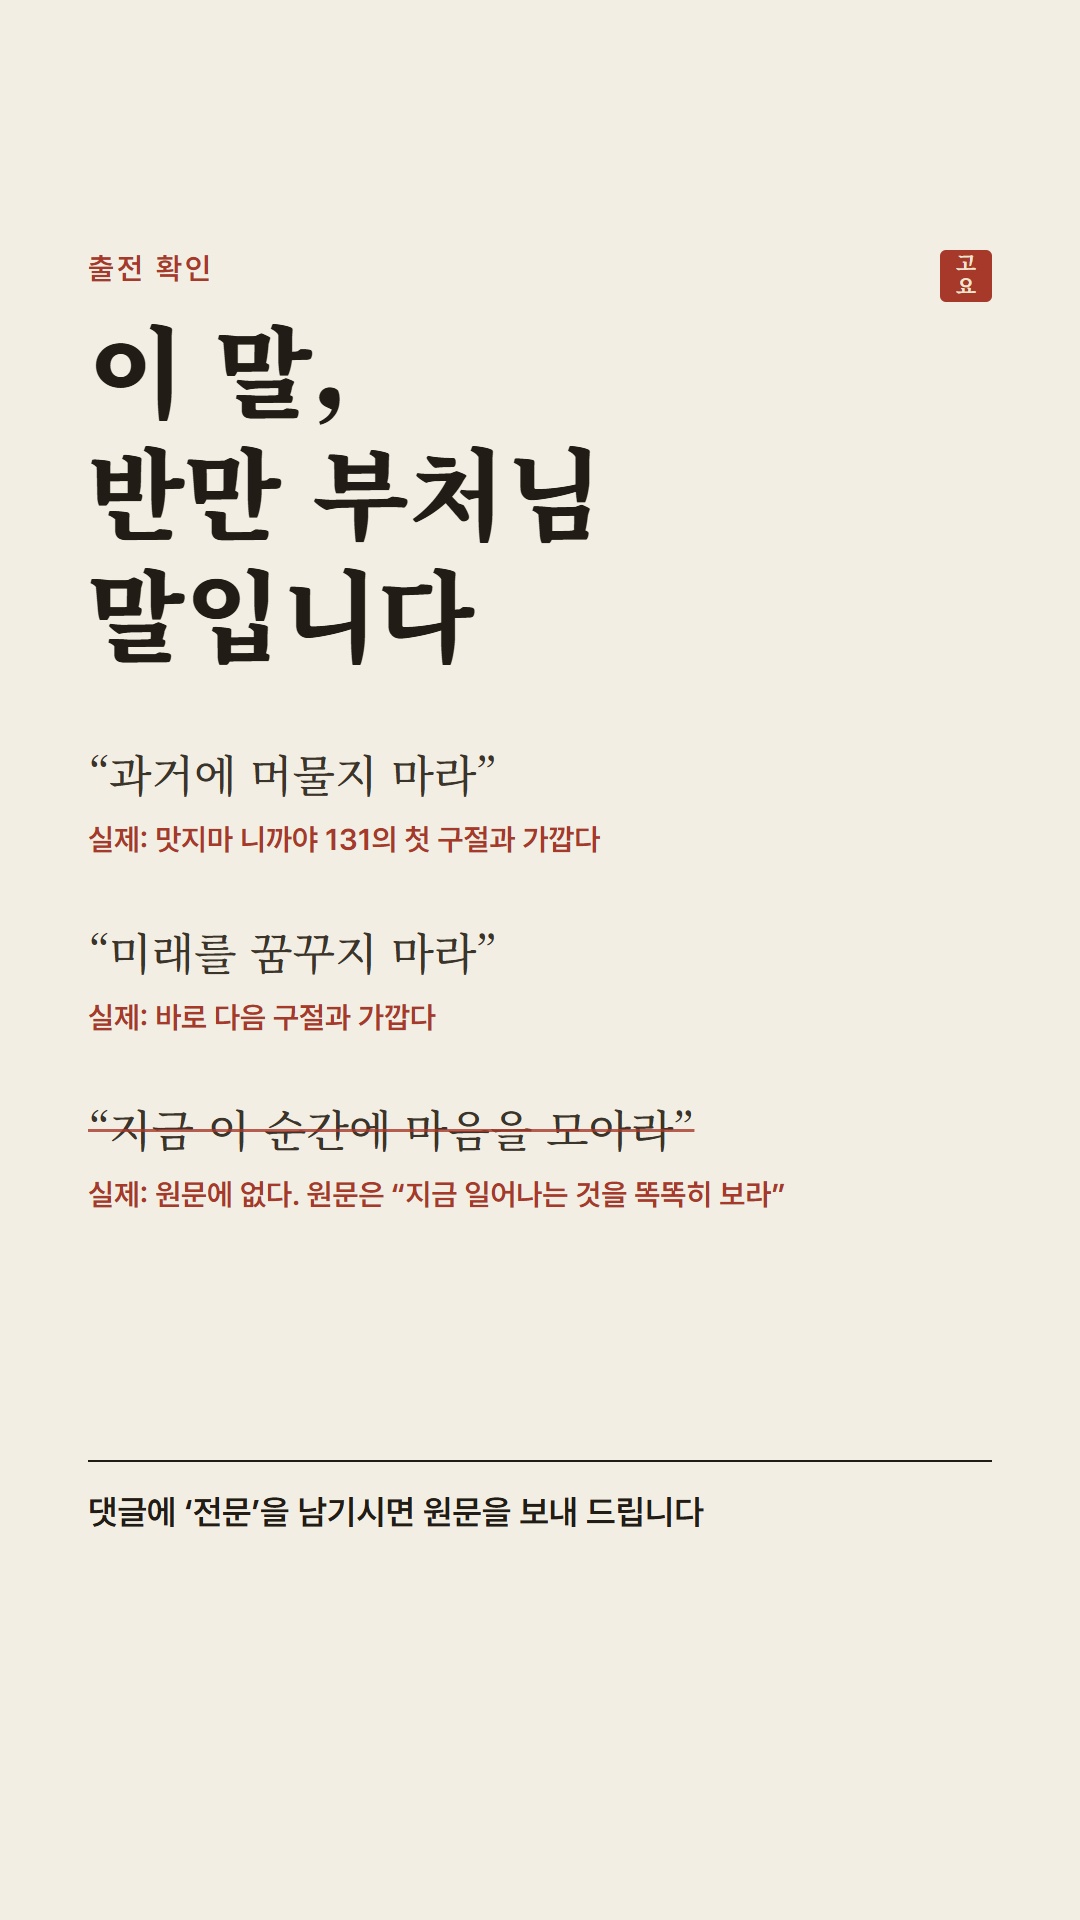 출전 확인
고
요
이 말,
반만 부처님
말입니다
“과거에 머물지 마라”
실제: 맛지마 니까야 131의 첫 구절과 가깝다
“미래를 꿈꾸지 마라”
실제: 바로 다음 구절과 가깝다
“지금 이 순간에 마음을 모아라”
실제: 원문에 없다. 원문은 “지금 일어나는 것을 똑똑히 보라”
댓글에 ‘전문’을 남기시면 원문을 보내 드립니다